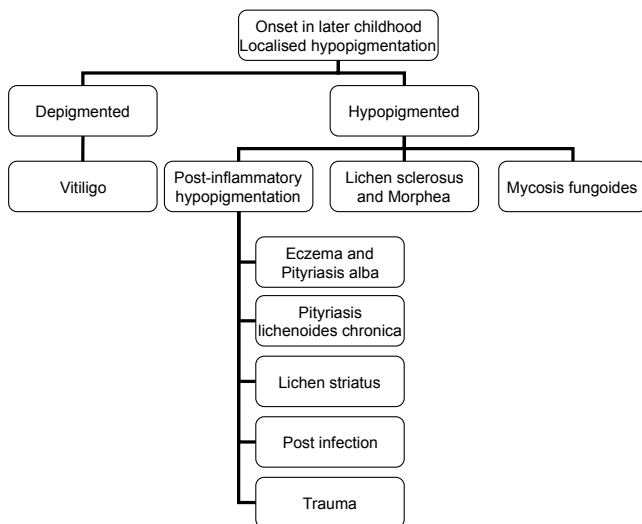 Onset in later childhood
Localised hypopigmentation
Depigmented
Hypopigmented
Vitiligo
Post-inflammatory
hypopigmentation
Lichen sclerosus
and Morphea
Mycosis fungoides
Eczema and
Pityriasis alba
Pityriasis
lichenoides chronica
Lichen striatus
Post infection
Trauma